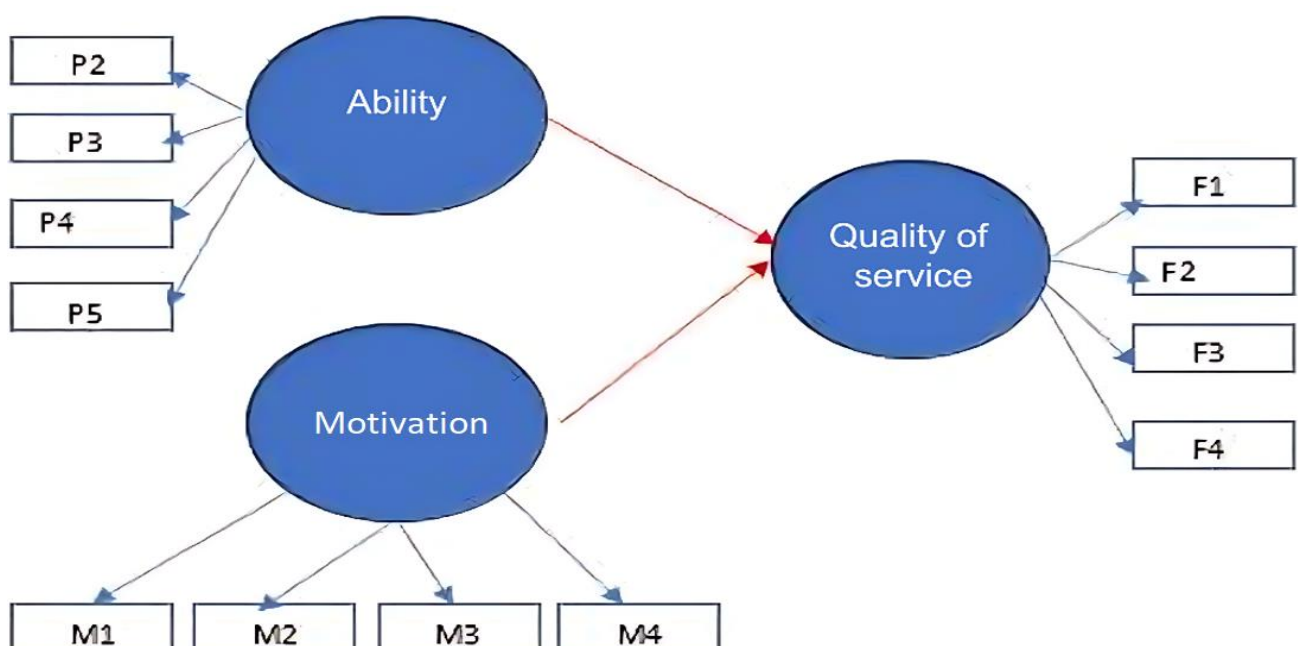 P2
P3
P4
P5
Ability
Motivation
Quality of
service
F1
F2
F3
F4
M1
M2
M3
M4